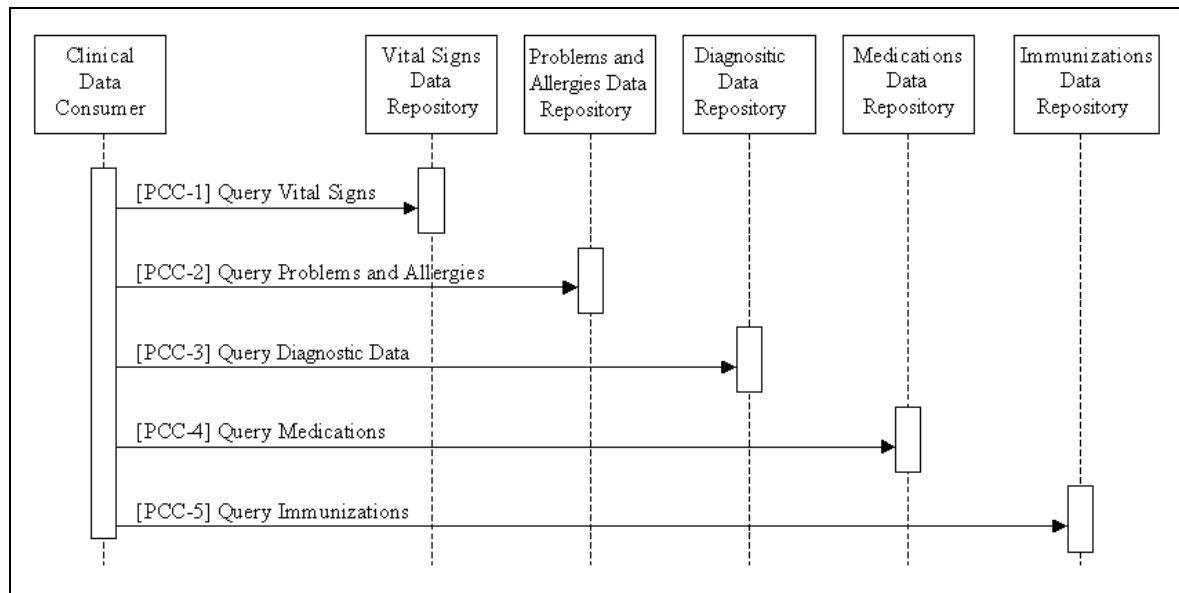 Clinical
Data
Consumer
Vital Signs
Data
Repository
Problems and
Allergies Data
Repository
Diagnositic
Data
Repository
Medications
Data
Repository
Immunizations
Data
Repository
[PCC-1] Query Vital Signs
[PCC-2] Query Problems and Allergies
[PCC-3] Query Diagnostic Data
[PCC-4] Query Medications
[PCC-5] Query Immunizations